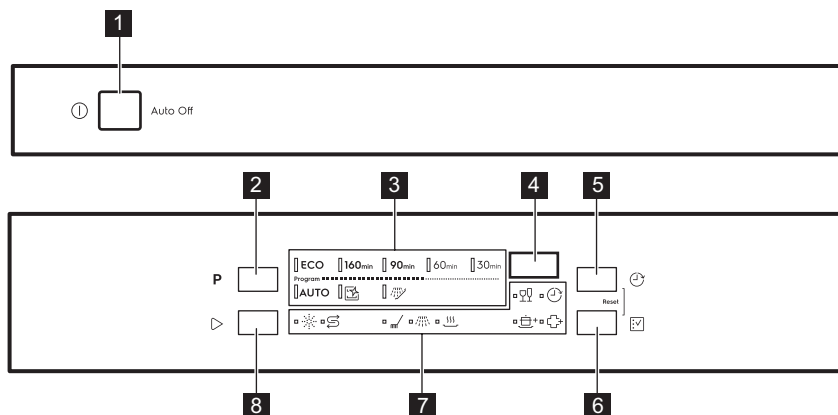 1
Auto Off
2 3 4 5
P ECO 160min 90min 60min 30min
Program
AUTO
Reset
8 7 6